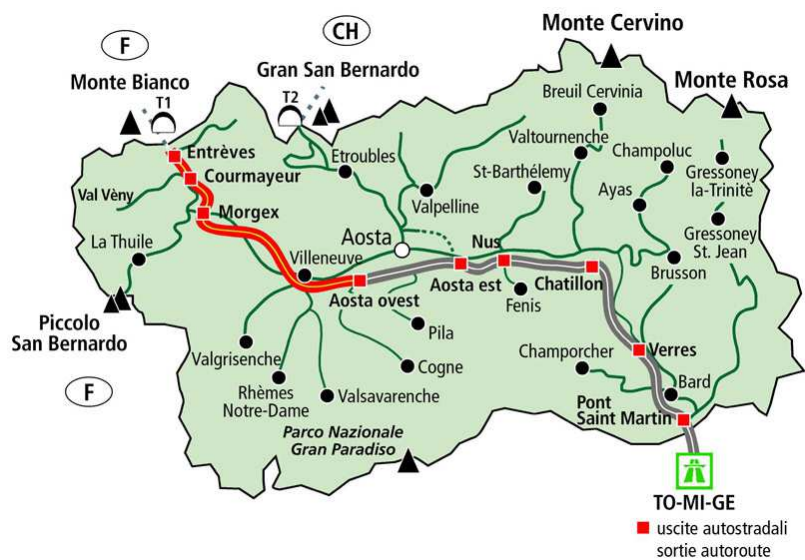 F
CH
Monte Cervino
Monte Bianco
Gran San Bernardo
Monte Rosa
T1
T2
Breuil Cervinia
Entrèves
Etroubles
Valtournenche
Champoluc
Courmayeur
St-Barthélemy
Gressoney
la-Trinitè
Val Vèny
Valpelline
Ayas
Morgex
Aosta
Nus
Gressoney
St. Jean
La Thuile
Villeneuve
Brusson
Aosta ovest
Aosta est
Chatillon
Fenis
Piccolo
San Bernardo
Pila
Valgrisenche
Cogne
Champorcher
Verres
F
Rhèmes
Notre-Dame
Valsavarenche
Bard
Pont
Saint Martin
Parco Nazionale
Gran Paradiso
TO-MI-GE
uscite autostradali
sortie autoroute